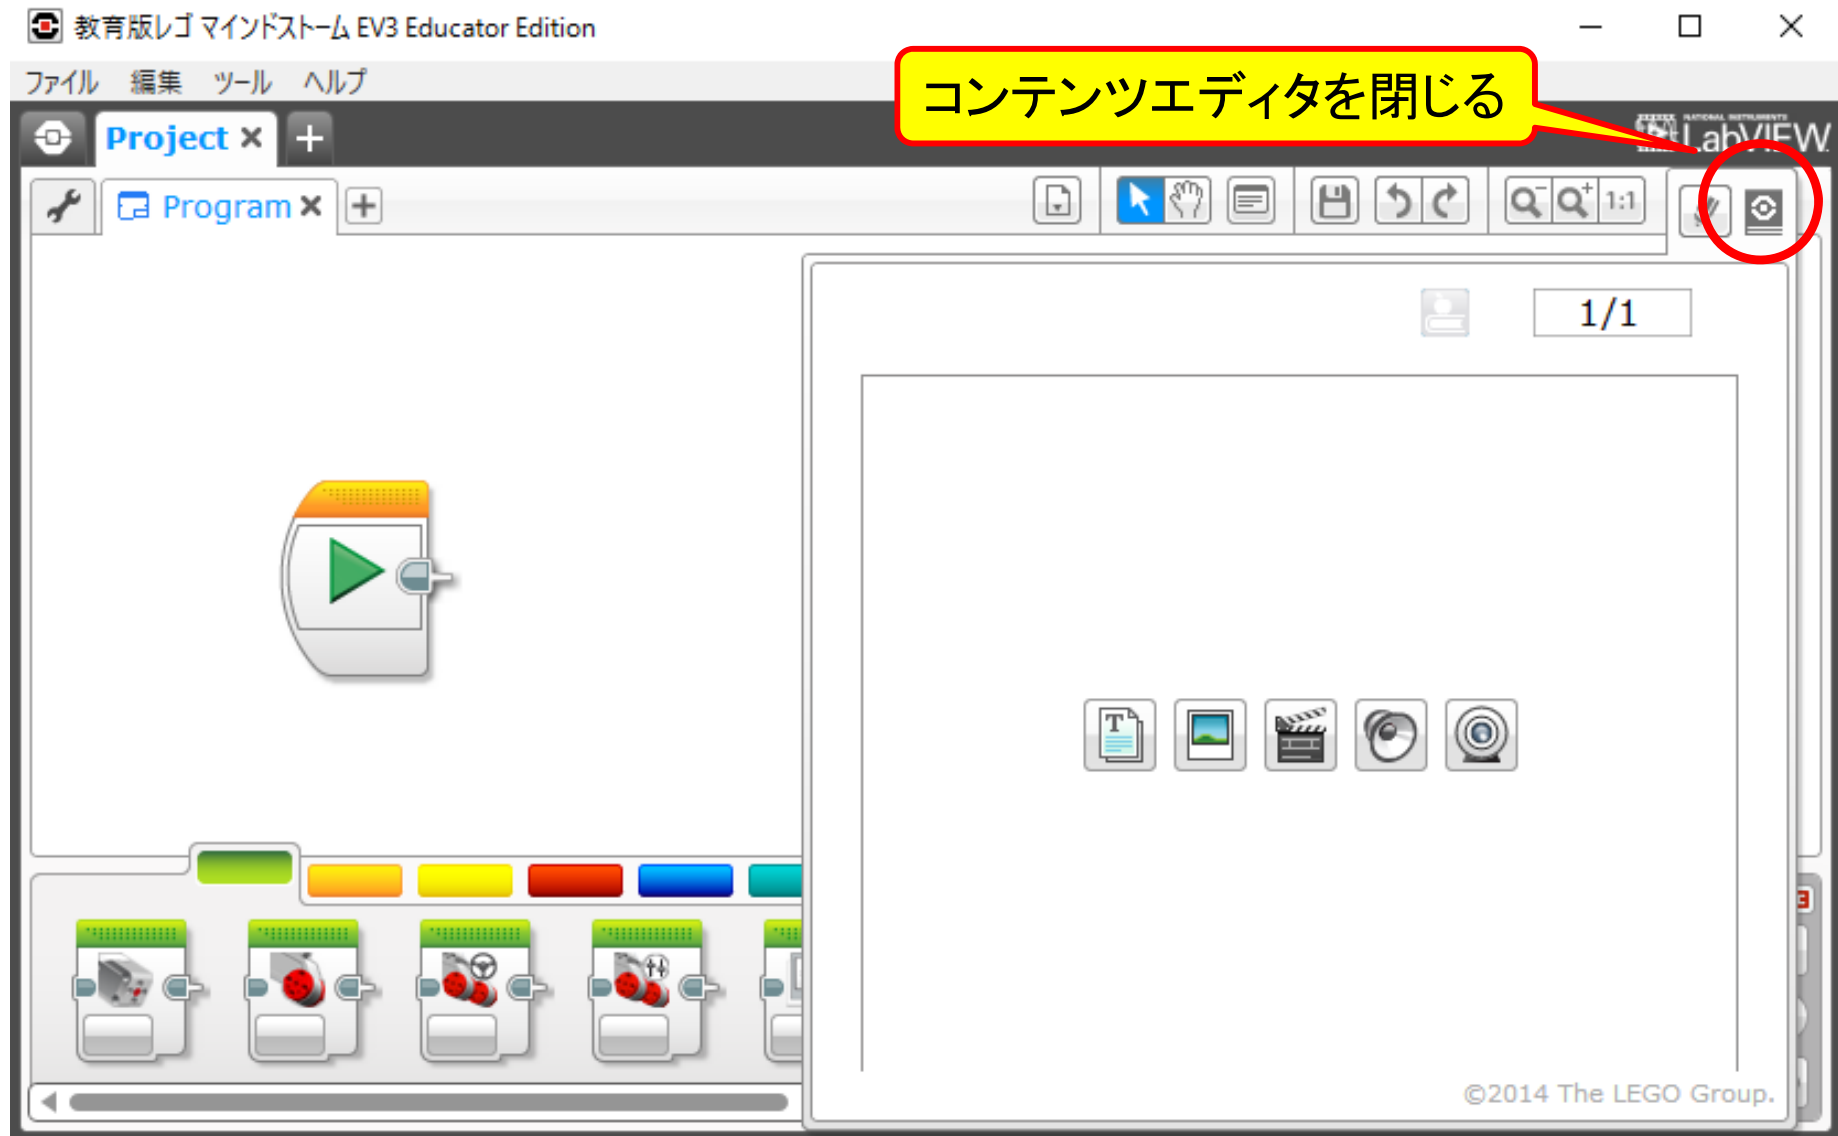 教育版レゴ マインドストーム EV3 Educator Edition
ファイル 編集 ツール ヘルプ
コンテンツエディタを閉じる
Project
NATIONAL INSTRUMENTS
LabVIEW
Program
1:1
1/1
T
©2014 The LEGO Group.